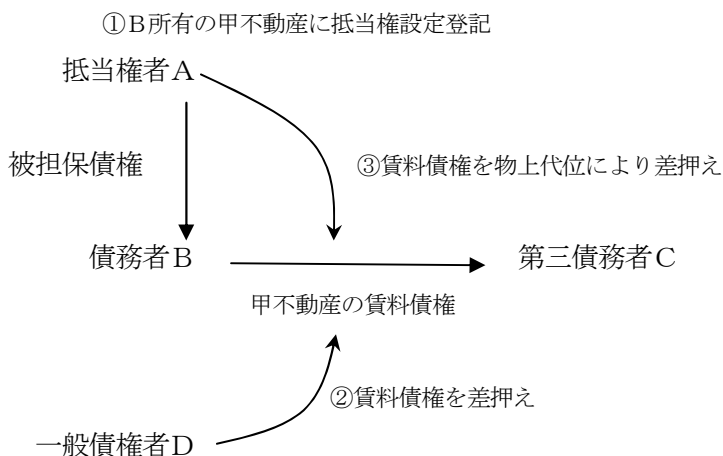 ①Ｂ所有の甲不動産に抵当権設定登記
抵当権者Ａ
被担保債権
③賃料債権を物上代位により差押え
債務者Ｂ
第三債務者Ｃ
甲不動産の賃料債権
②賃料債権を差押え
一般債権者Ｄ